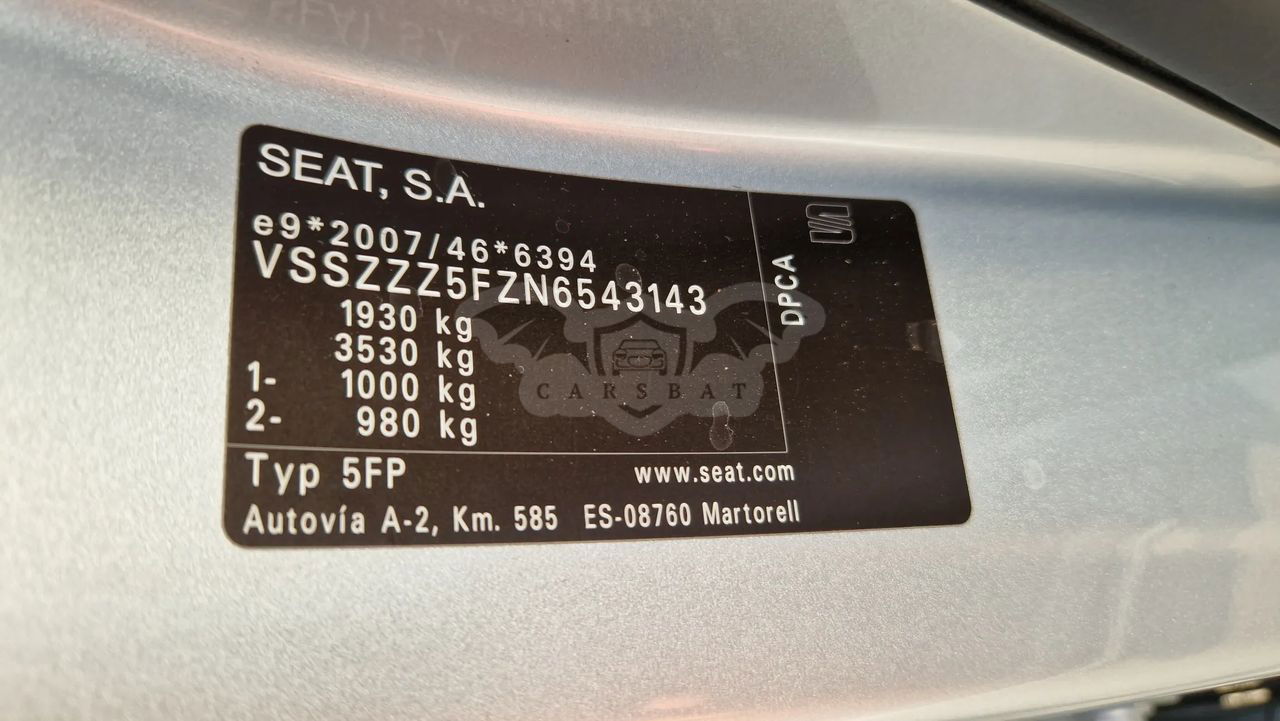 SEAT, S.A.
e9*2007/46*6394
VSSZZZ5FZN6543143
1930 kg
3530 kg
1- 1000 kg
2- 980 kg
DPCA
CARSBAT
Typ 5FP www.seat.com
Autovía A-2, Km. 585 ES-08760 Martorell